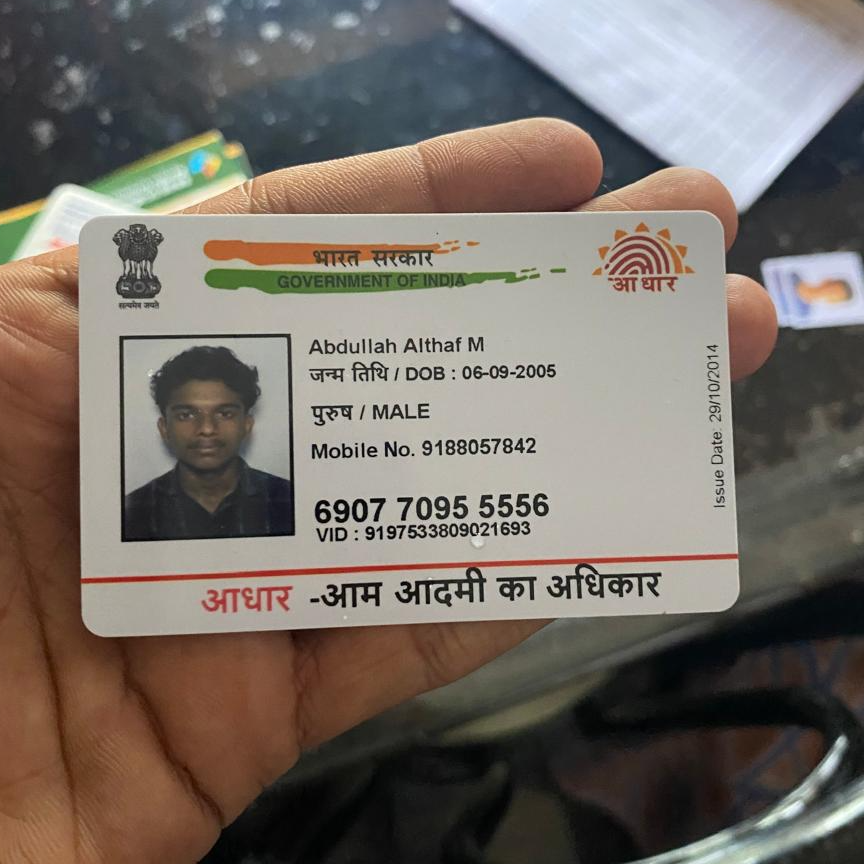 भारत सरकार
GOVERNMENT OF INDIA
सत्यमेव जयते
आधार
Abdullah Althaf M
जन्म तिथि / DOB : 06-09-2005
पुरुष / MALE
Mobile No. 9188057842
6907 7095 5556
VID : 9197533809021693
Issue Date: 29/10/2014
आधार -आम आदमी का अधिकार